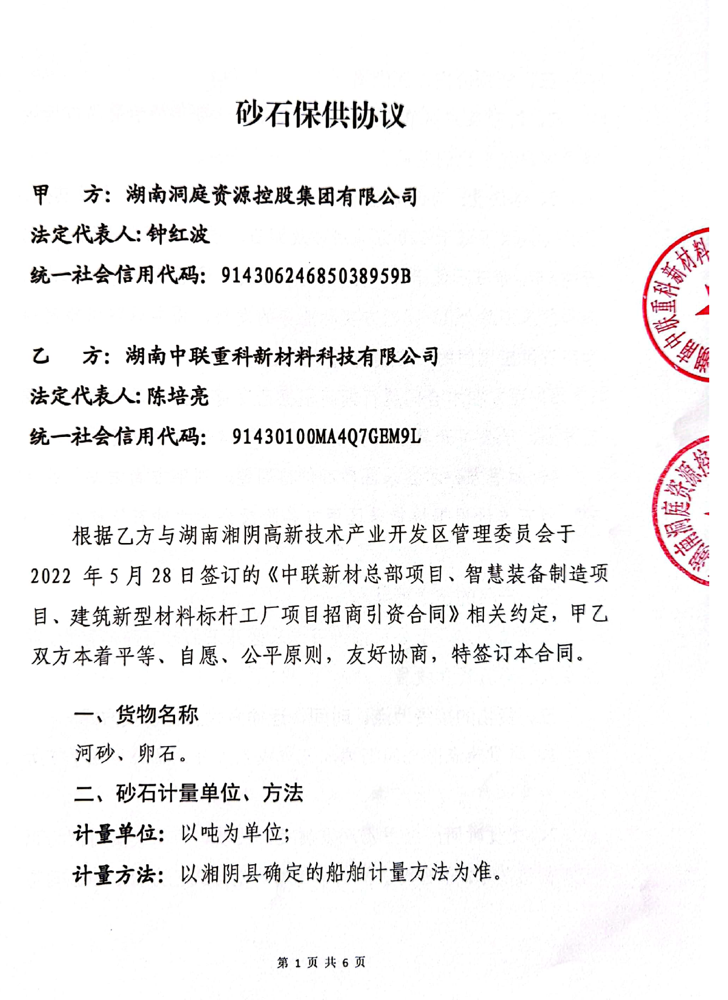 砂石保供协议
甲 方：湖南洞庭资源控股集团有限公司
法定代表人:钟红波
统一社会信用代码：91430624685038959B
乙 方：湖南中联重科新材料科技有限公司
法定代表人:陈培亮
统一社会信用代码： 91430100MA4Q7GEM9L
根据乙方与湖南湘阴高新技术产业开发区管理委员会于
2022 年 5 月 28 日签订的《中联新材总部项目、智慧装备制造项
目、建筑新型材料标杆工厂项目招商引资合同》相关约定，甲乙
双方本着平等、自愿、公平原则，友好协商，特签订本合同。
一、货物名称
河砂、卵石。
二、砂石计量单位、方法
计量单位：以吨为单位；
计量方法：以湘阴县确定的船舶计量方法为准。
湖南中联重科新材料
湖南洞庭资源控
第 1 页 共 6 页